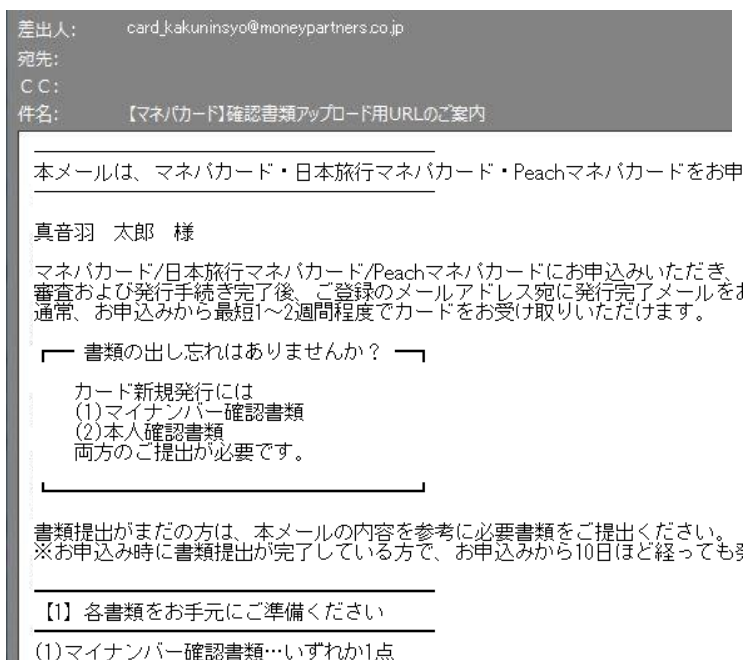 差出人: card_kakuninsyo@moneypartners.co.jp
宛先:
CC:
件名: 【マネパカード】確認書類アップロード用URLのご案内
本メールは、マネパカード・日本旅行マネパカード・Peachマネパカードをお申
真音羽 太郎 様
マネパカード/日本旅行マネパカード/Peachマネパカードにお申込みいただき、
審査および発行手続き完了後、ご登録のメールアドレス宛に発行完了メールをお
通常、お申込みから最短1~2週間程度でカードをお受け取りいただけます。
書類の出し忘れはありませんか?
カード新規発行には
(1)マイナンバー確認書類
(2)本人確認書類
両方のご提出が必要です。
書類提出がまだの方は、本メールの内容を参考に必要書類をご提出ください。
※お申込み時に書類提出が完了している方で、お申込みから10日ほど経っても発
【1】各書類をお手元にご準備ください
(1)マイナンバー確認書類…いずれか1点